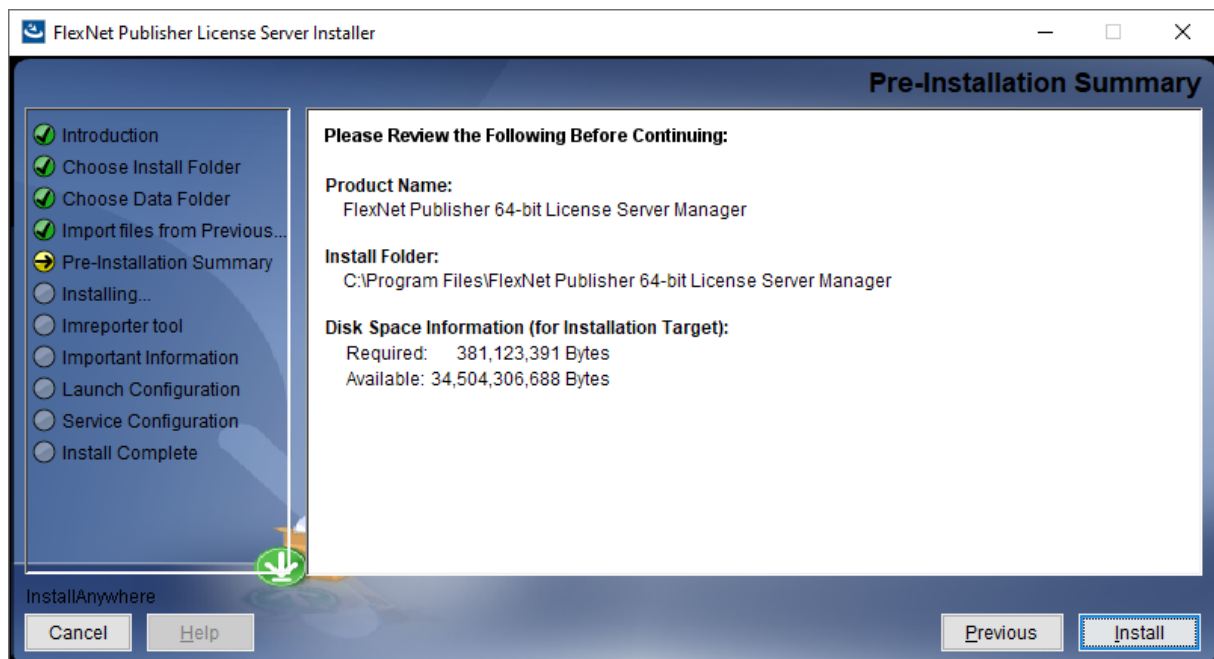 FlexNet Publisher License Server Installer
Pre-Installation Summary
Introduction
Choose Install Folder
Choose Data Folder
Import files from Previous...
Pre-Installation Summary
Installing...
lmreporter tool
Important Information
Launch Configuration
Service Configuration
Install Complete
Please Review the Following Before Continuing:
Product Name:
FlexNet Publisher 64-bit License Server Manager
Install Folder:
C:\Program Files\FlexNet Publisher 64-bit License Server Manager
Disk Space Information (for Installation Target):
Required: 381,123,391 Bytes
Available: 34,504,306,688 Bytes
InstallAnywhere
Cancel
Help
Previous
Install